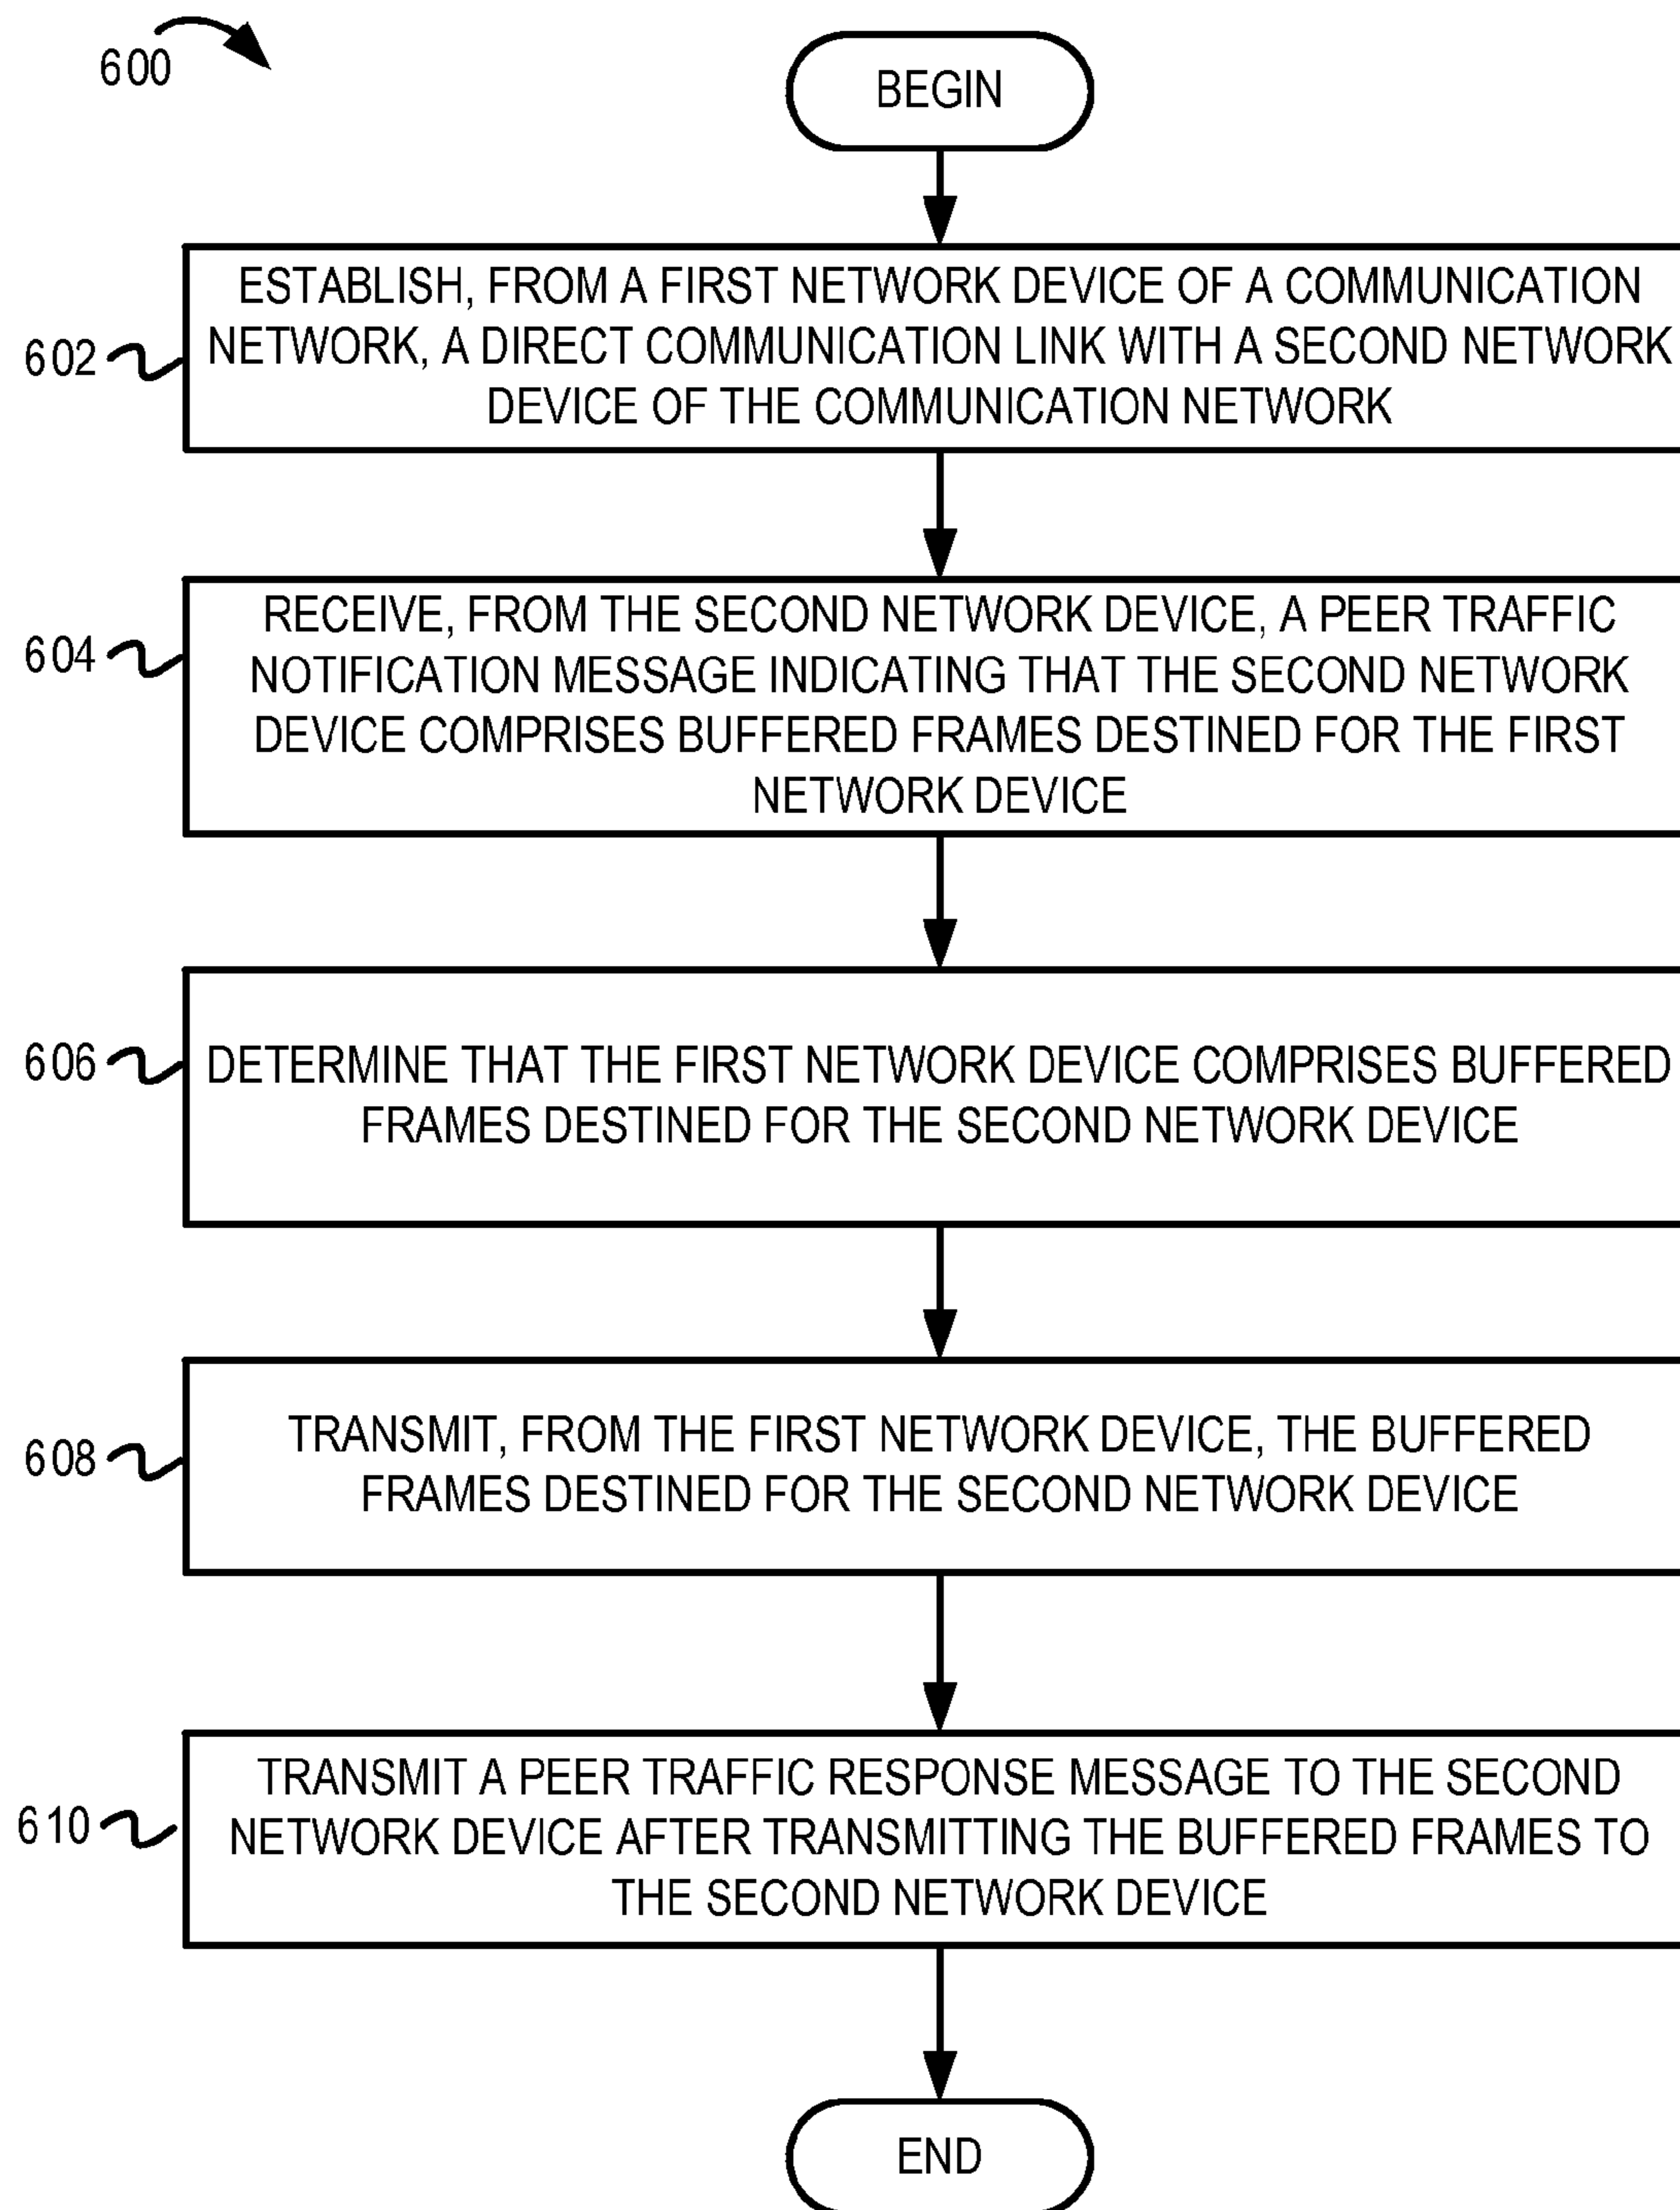 600
BEGIN
602
ESTABLISH, FROM A FIRST NETWORK DEVICE OF A COMMUNICATION
NETWORK, A DIRECT COMMUNICATION LINK WITH A SECOND NETWORK
DEVICE OF THE COMMUNICATION NETWORK
604
RECEIVE, FROM THE SECOND NETWORK DEVICE, A PEER TRAFFIC
NOTIFICATION MESSAGE INDICATING THAT THE SECOND NETWORK
DEVICE COMPRISES BUFFERED FRAMES DESTINED FOR THE FIRST
NETWORK DEVICE
606
DETERMINE THAT THE FIRST NETWORK DEVICE COMPRISES BUFFERED
FRAMES DESTINED FOR THE SECOND NETWORK DEVICE
608
TRANSMIT, FROM THE FIRST NETWORK DEVICE, THE BUFFERED
FRAMES DESTINED FOR THE SECOND NETWORK DEVICE
610
TRANSMIT A PEER TRAFFIC RESPONSE MESSAGE TO THE SECOND
NETWORK DEVICE AFTER TRANSMITTING THE BUFFERED FRAMES TO
THE SECOND NETWORK DEVICE
END